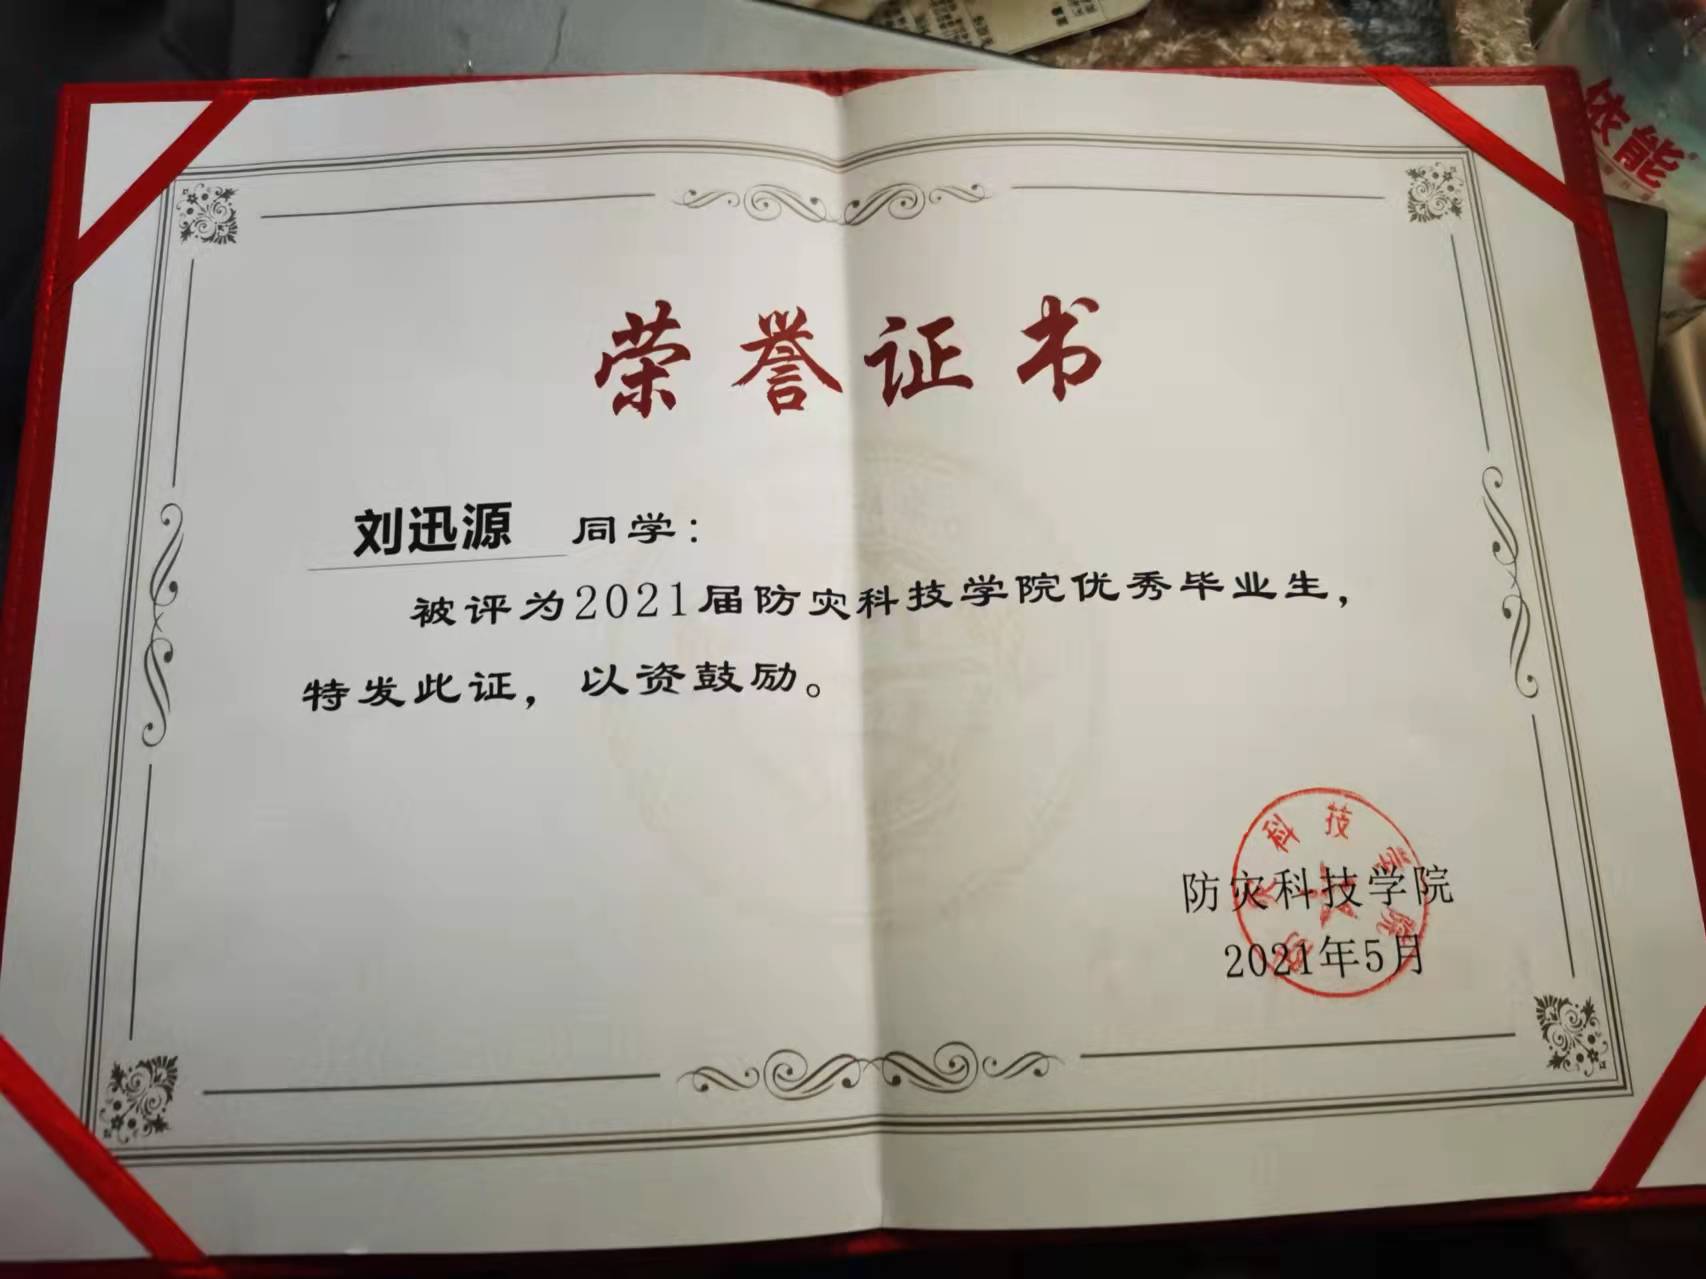 依能
荣誉证书
刘迅源 同学：
被评为2021届防灾科技学院优秀毕业生，
特发此证，以资鼓励。
防灾科技学院
2021年5月
防灾科技学院